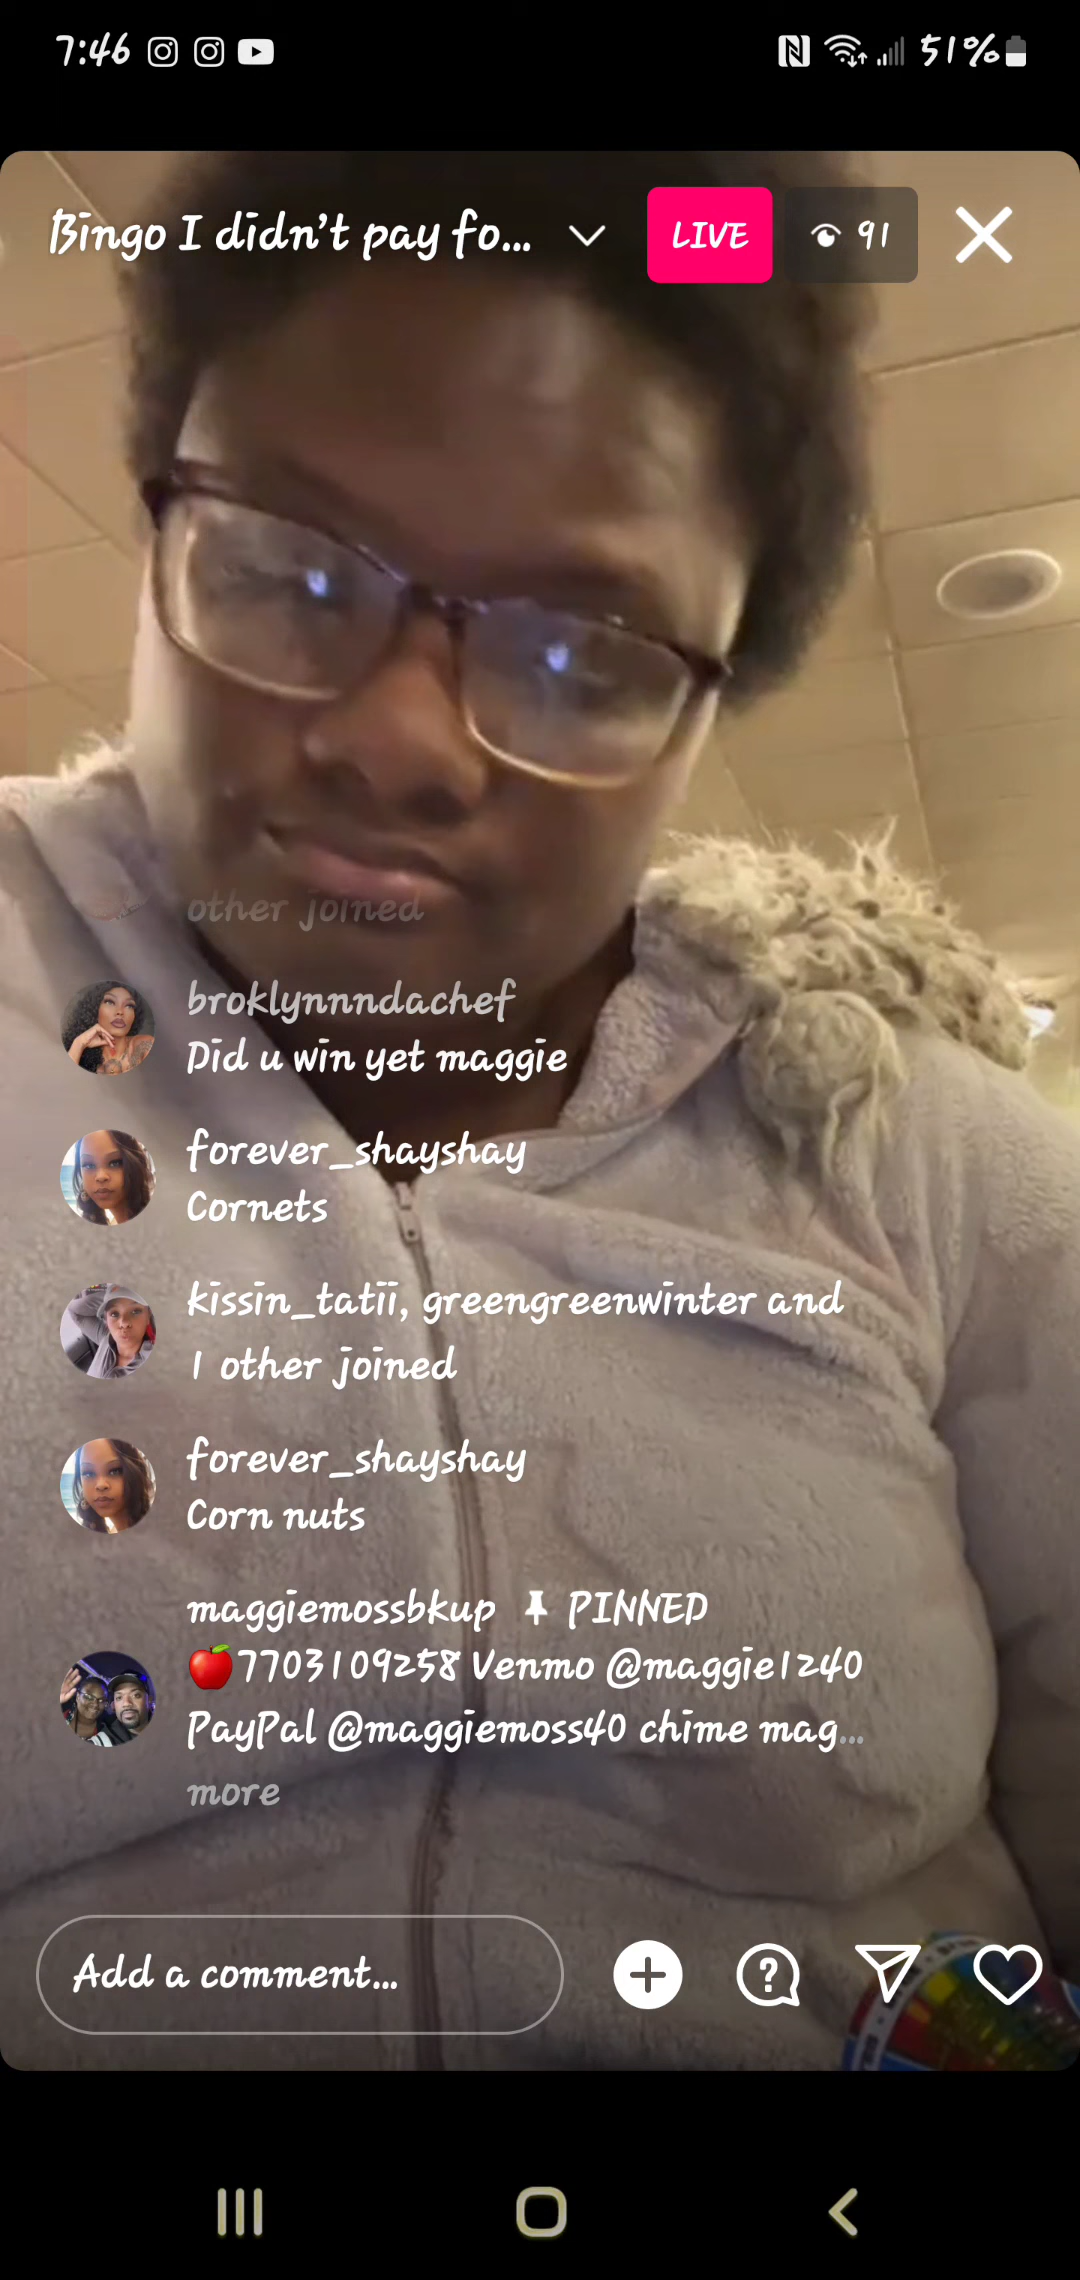 7:46
51%
Bingo I didn't pay fo...
LIVE
91
other joined
broklynnndachef
Did u win yet maggie
forever_shayshay
Cornets
kissin_tatii, greengreenwinter and
1 other joined
forever_shayshay
Corn nuts
maggiemossbkup PINNED
🍎7703109258 Venmo @maggie1240
PayPal @maggiemoss40 chime mag...
more
Add a comment...